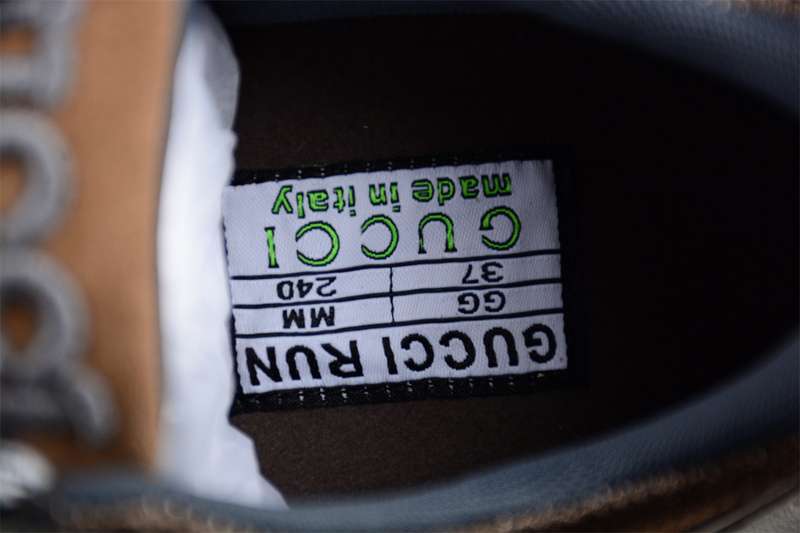 GUCCI RUN
GG MM
37 240
GUCCI
made in italy